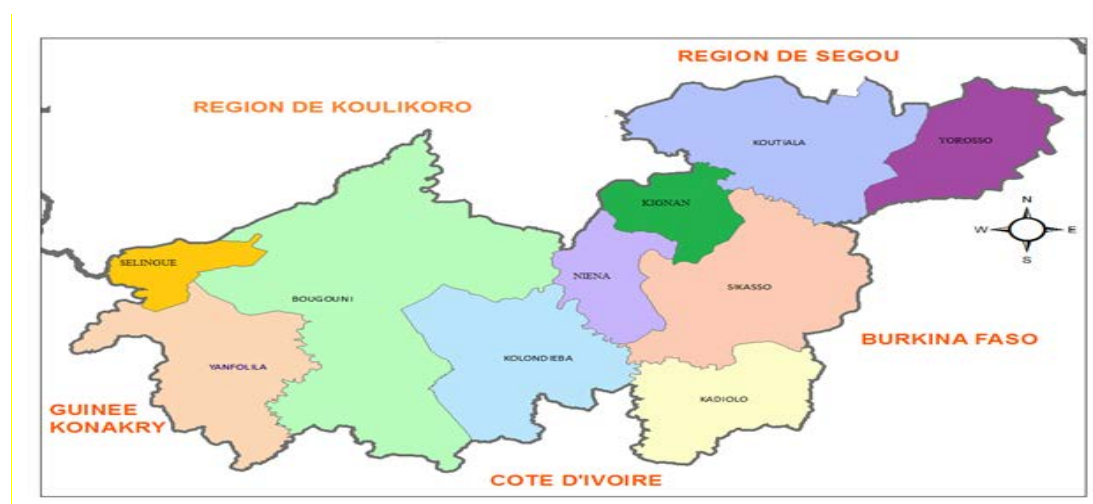 REGION DE SEGOU
REGION DE KOULIKORO
KOUTIALA
YOROSSO
KIGNAN
N
W
E
S
SELINGUE
NIENA
SIKASSO
BOUGOUNI
BURKINA FASO
KOLONDIEBA
YANFOLILA
KADIOLO
GUINEE
KONAKRY
COTE D'IVOIRE